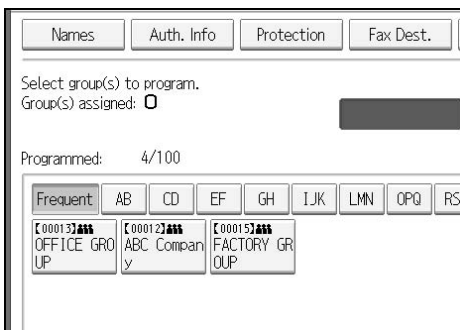 Names Auth. Info Protection Fax Dest.
Select group(s) to program.
Group(s) assigned: 0
Programmed: 4/100
Frequent AB CD EF GH IJK LMN OPQ RS
【00013】 【00012】 【00015】
OFFICE GRO ABC Compan FACTORY GR
UP y OUP